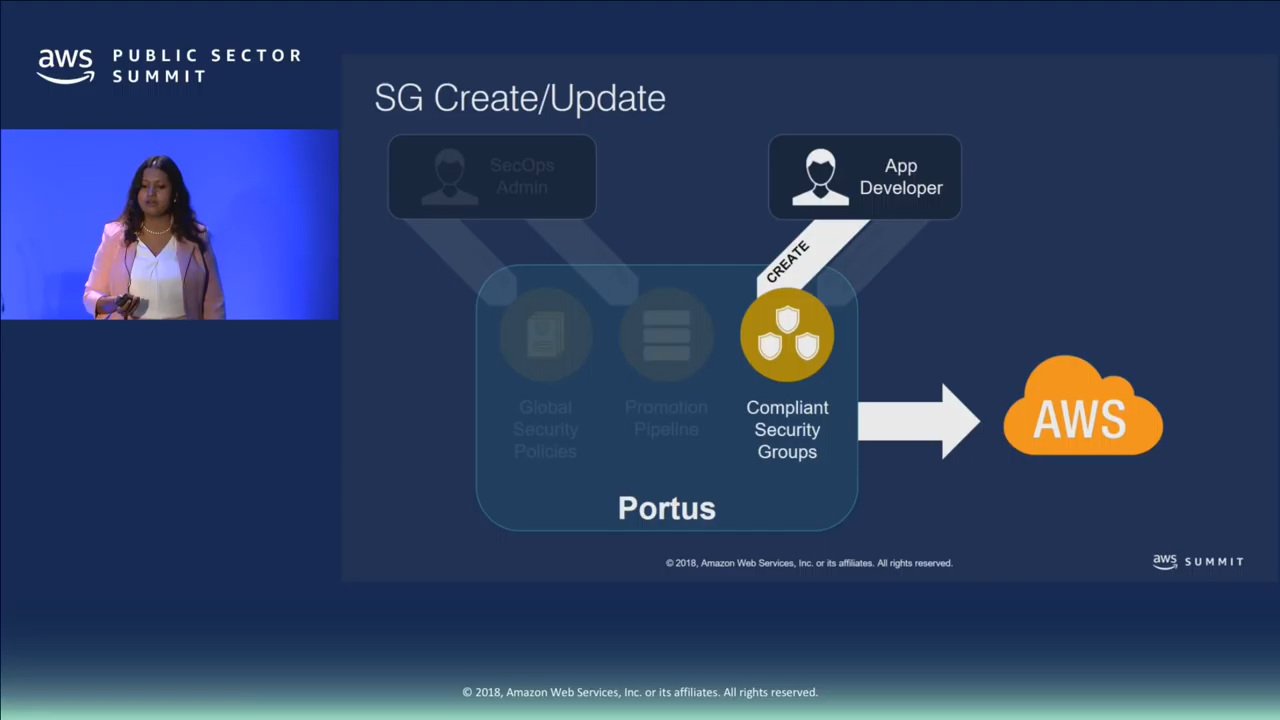 aws PUBLIC SECTOR
SUMMIT
SG Create/Update
SecOps
Admin
App
Developer
CREATE
Global
Security
Policies
Promotion
Pipeline
Compliant
Security
Groups
AWS
Portus
© 2018, Amazon Web Services, Inc. or its affiliates. All rights reserved.
aws SUMMIT
© 2018, Amazon Web Services, Inc. or its affiliates. All rights reserved.